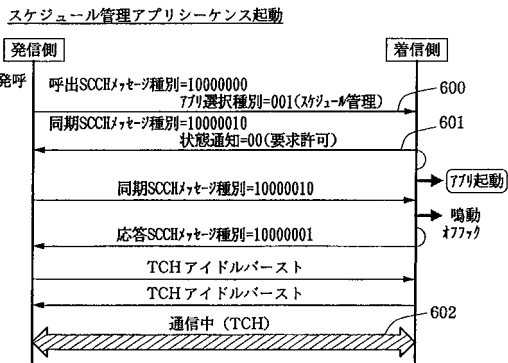 スケジュール管理アプリシーケンス起動
発信側
着信側
発呼
呼出SCCHメッセージ種別=10000000
アプリ選択種別=001(スケジュール管理)
600
同期SCCHメッセージ種別=10000010
601
状態通知=00(要求許可)
アプリ起動
同期SCCHメッセージ種別=10000010
鳴動
オフフック
応答SCCHメッセージ種別=10000001
TCHアイドルバースト
TCHアイドルバースト
通信中（TCH）
602